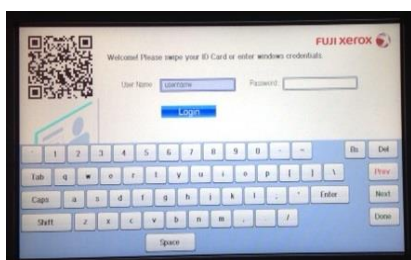 FUJI XEROX
Welcome! Please swipe your ID Card or enter windows credentials.
User Name username Password
Login
` 1 2 3 4 5 6 7 8 9 0 - = Bs Del
Tab q w e r t y u i o p [ ] \ Prev
Caps a s d f g h j k l ; ' Enter Next
Shift z x c v b n m , . / Done
Space